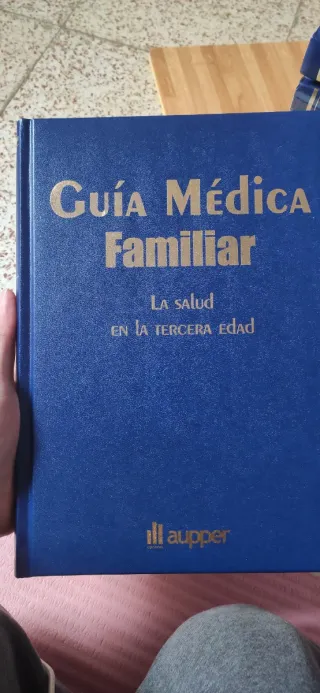 Guía Médica
Familiar
La salud
en la tercera edad
aupper